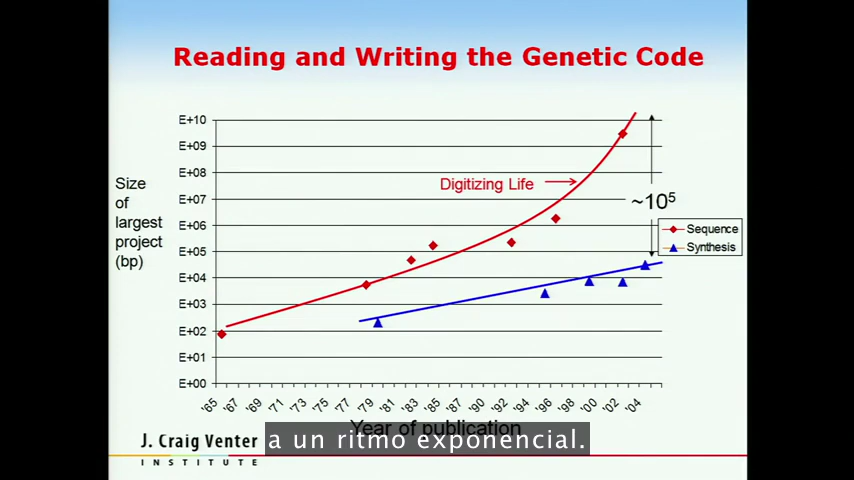 Reading and Writing the Genetic Code
E+10
E+09
E+08
E+07
E+06
E+05
E+04
E+03
E+02
E+01
E+00
Size
of
largest
project
(bp)
Digitizing Life
~10⁵
Sequence
Synthesis
'65 '67 '69 '71 '73 '75 '77 '79 '81 '83 '85 '87 '89 '90 '92 '94 '96 '98 '00 '02 '04
Year of publication
a un ritmo exponencial.
J. Craig Venter
INSTITUTE